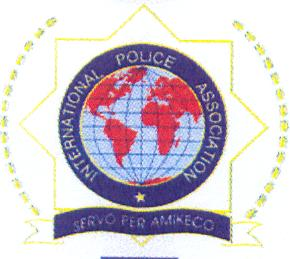 INTERNATIONAL POLICE ASSOCIATION
SERVO PER AMIKECO